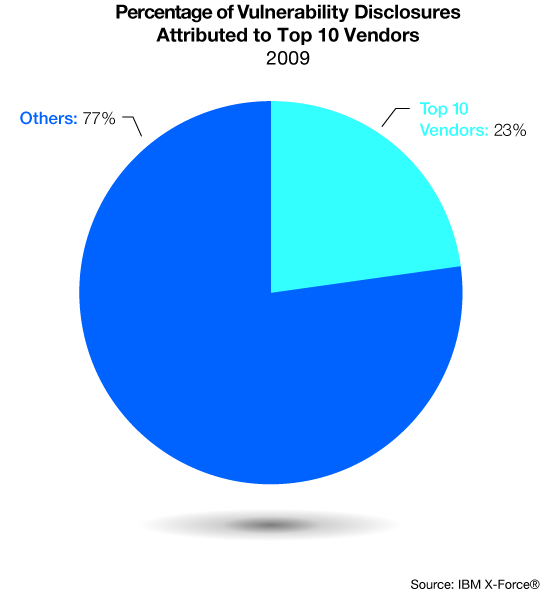 Percentage of Vulnerability Disclosures
Attributed to Top 10 Vendors
2009
Others: 77%
Top 10
Vendors: 23%
Source: IBM X-Force®